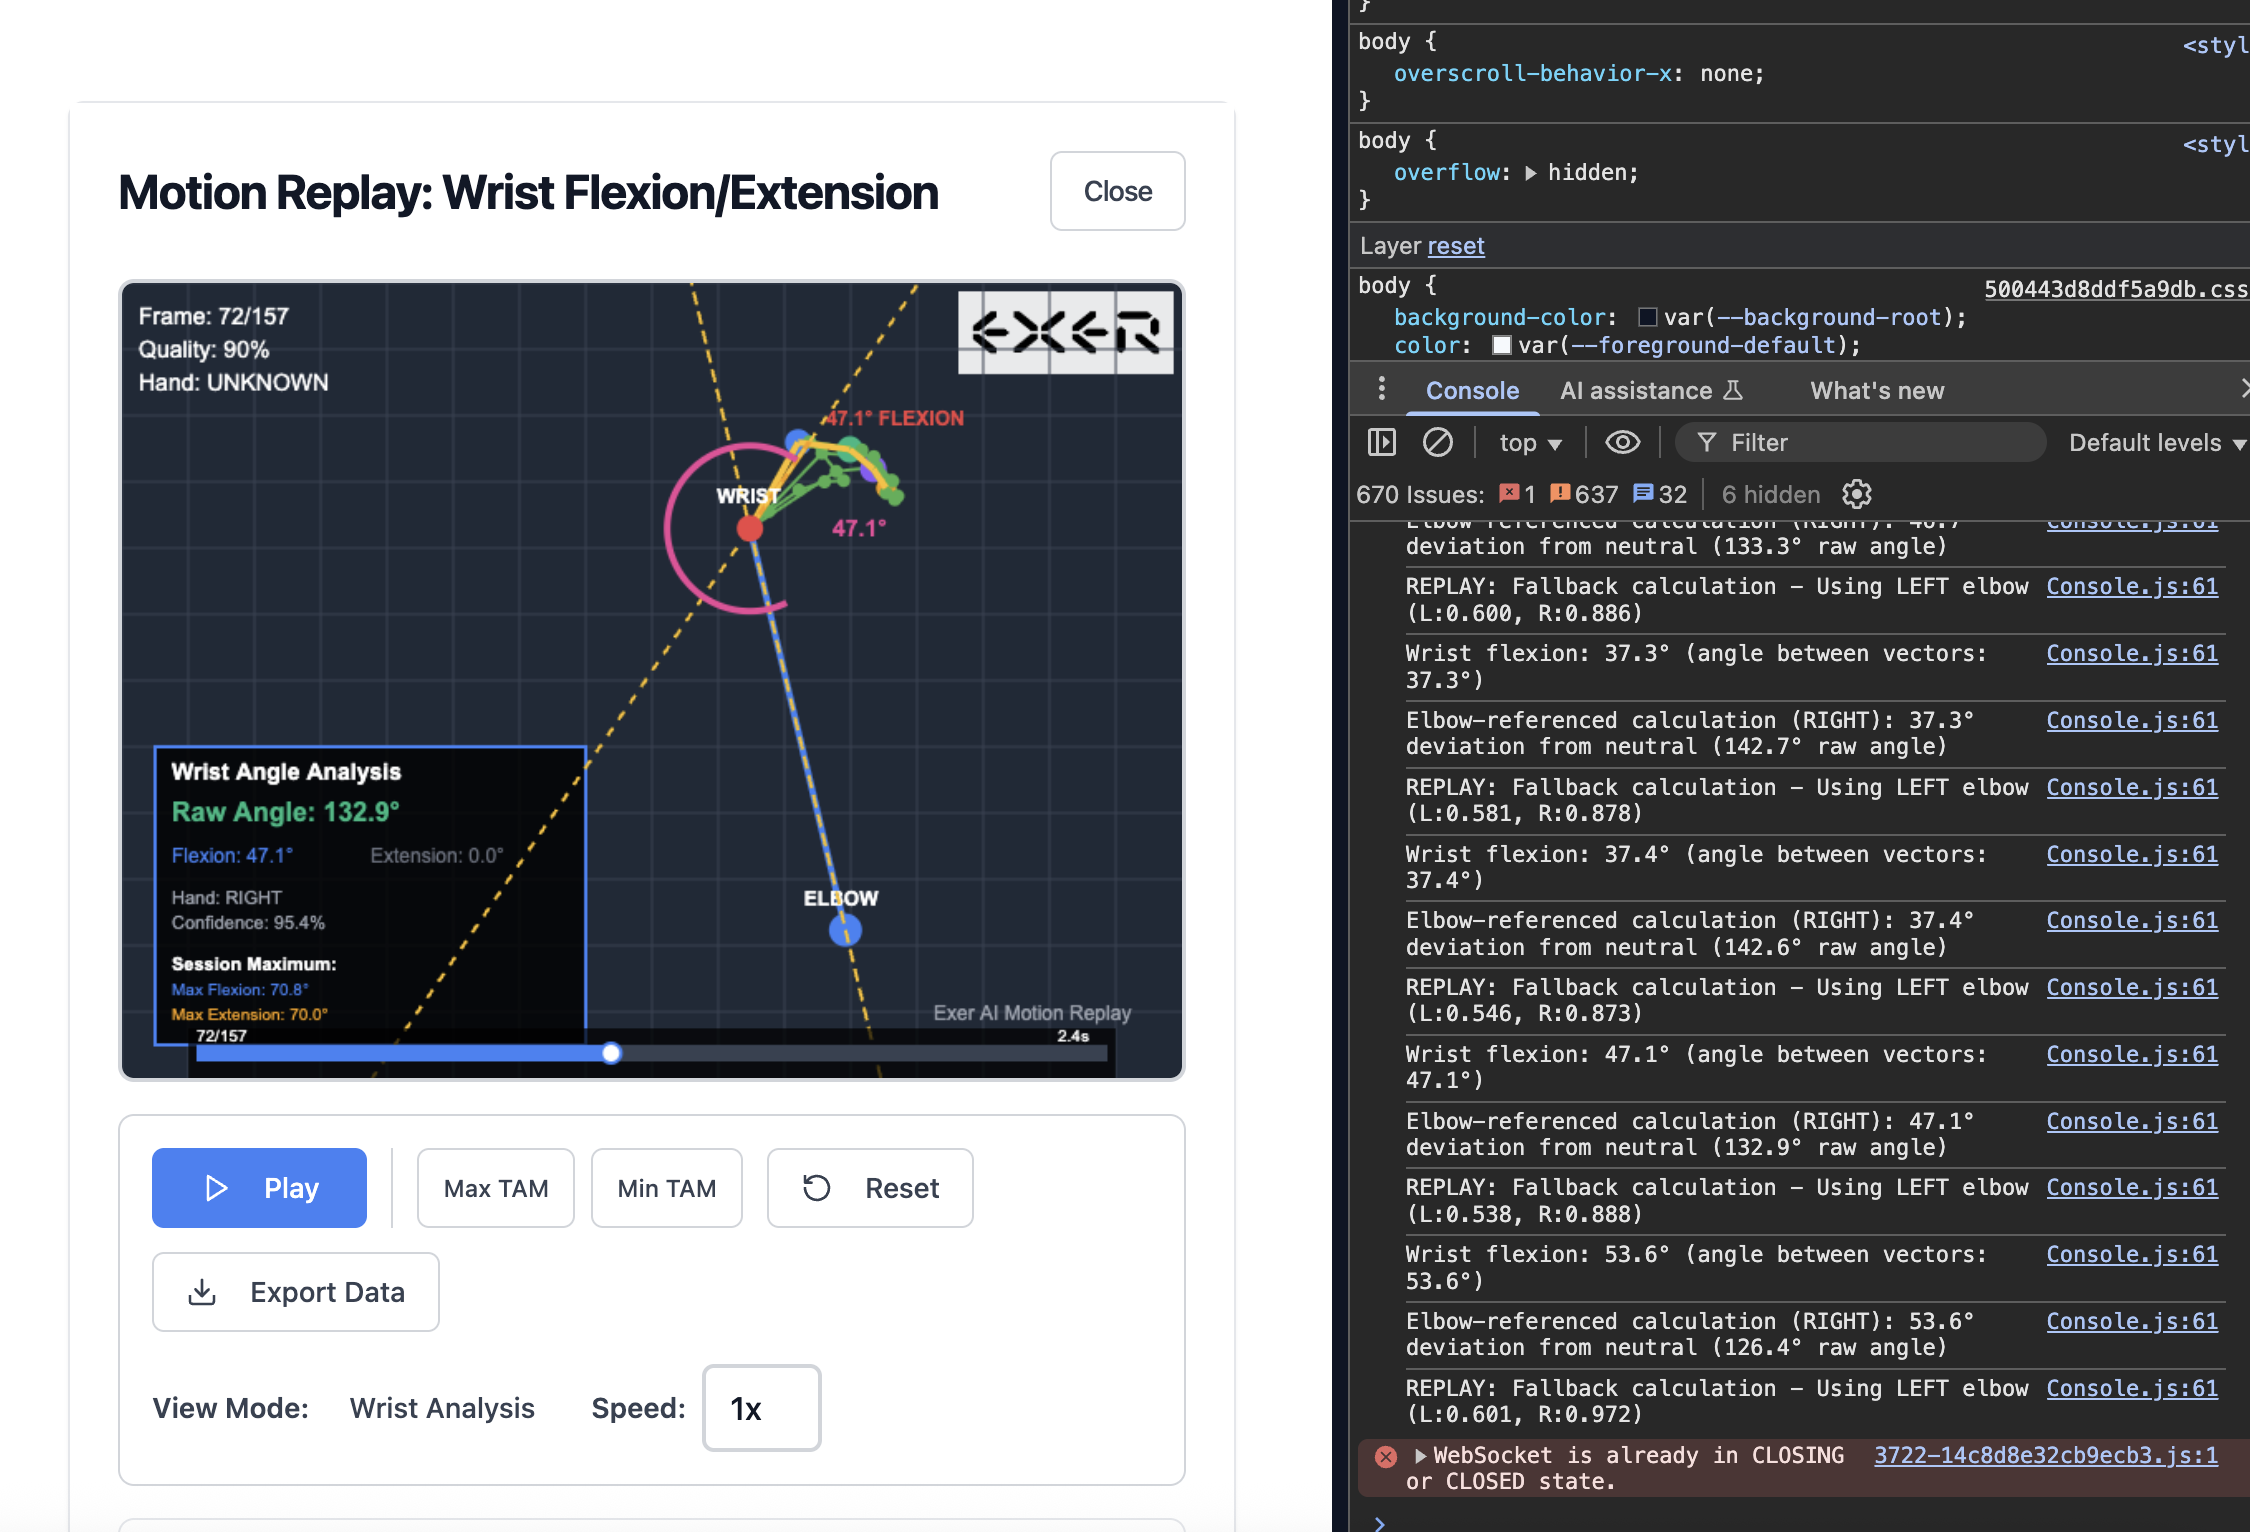 Motion Replay: Wrist Flexion/Extension
Close
Frame: 72/157
Quality: 90%
Hand: UNKNOWN
EXER
47.1° FLEXION
WRIST
47.1°
ELBOW
Wrist Angle Analysis
Raw Angle: 132.9°
Flexion: 47.1° Extension: 0.0°
Hand: RIGHT
Confidence: 95.4%
Session Maximum:
Max Flexion: 70.8°
Max Extension: 70.0°
Exer AI Motion Replay
72/157 2.4s
Play Max TAM Min TAM Reset
Export Data
View Mode: Wrist Analysis Speed: 1x
}
body { <styl
overscroll-behavior-x: none;
}
body { <styl
overflow: hidden;
}
Layer reset
body { 500443d8ddf5a9db.css
background-color: var(--background-root);
color: var(--foreground-default);
Console AI assistance What's new
top Filter Default levels
670 Issues: 1 637 32 6 hidden
Elbow-referenced calculation (RIGHT): 46.7° Console.js:61
deviation from neutral (133.3° raw angle)
REPLAY: Fallback calculation – Using LEFT elbow Console.js:61
(L:0.600, R:0.886)
Wrist flexion: 37.3° (angle between vectors: Console.js:61
37.3°)
Elbow-referenced calculation (RIGHT): 37.3° Console.js:61
deviation from neutral (142.7° raw angle)
REPLAY: Fallback calculation – Using LEFT elbow Console.js:61
(L:0.581, R:0.878)
Wrist flexion: 37.4° (angle between vectors: Console.js:61
37.4°)
Elbow-referenced calculation (RIGHT): 37.4° Console.js:61
deviation from neutral (142.6° raw angle)
REPLAY: Fallback calculation – Using LEFT elbow Console.js:61
(L:0.546, R:0.873)
Wrist flexion: 47.1° (angle between vectors: Console.js:61
47.1°)
Elbow-referenced calculation (RIGHT): 47.1° Console.js:61
deviation from neutral (132.9° raw angle)
REPLAY: Fallback calculation – Using LEFT elbow Console.js:61
(L:0.538, R:0.888)
Wrist flexion: 53.6° (angle between vectors: Console.js:61
53.6°)
Elbow-referenced calculation (RIGHT): 53.6° Console.js:61
deviation from neutral (126.4° raw angle)
REPLAY: Fallback calculation – Using LEFT elbow Console.js:61
(L:0.601, R:0.972)
WebSocket is already in CLOSING 3722-14c8d8e32cb9ecb3.js:1
or CLOSED state.